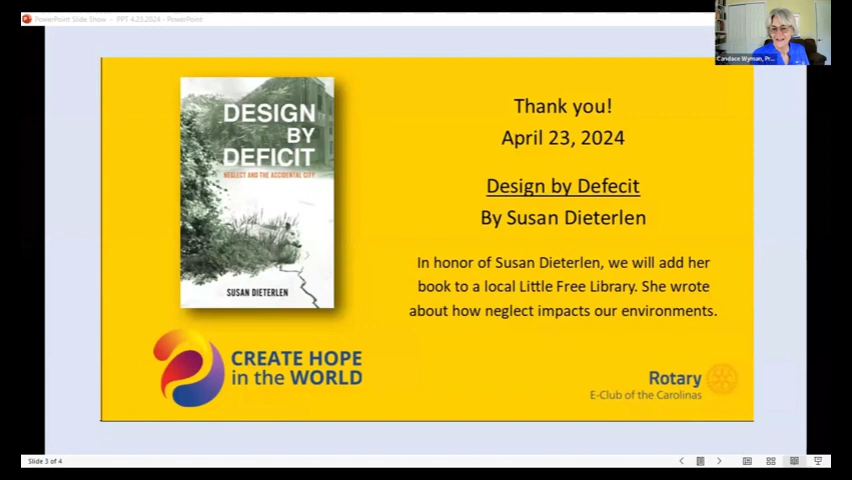 PowerPoint Slide Show - PPT 4.23.2024 - PowerPoint
Candace Wyman, Pr...
DESIGN
BY
DEFICIT
NEGLECT AND THE ACCIDENTAL CITY
SUSAN DIETERLEN
Thank you!
April 23, 2024
Design by Defecit
By Susan Dieterlen
In honor of Susan Dieterlen, we will add her
book to a local Little Free Library. She wrote
about how neglect impacts our environments.
CREATE HOPE
in the WORLD
Rotary
E-Club of the Carolinas
Slide 3 of 4